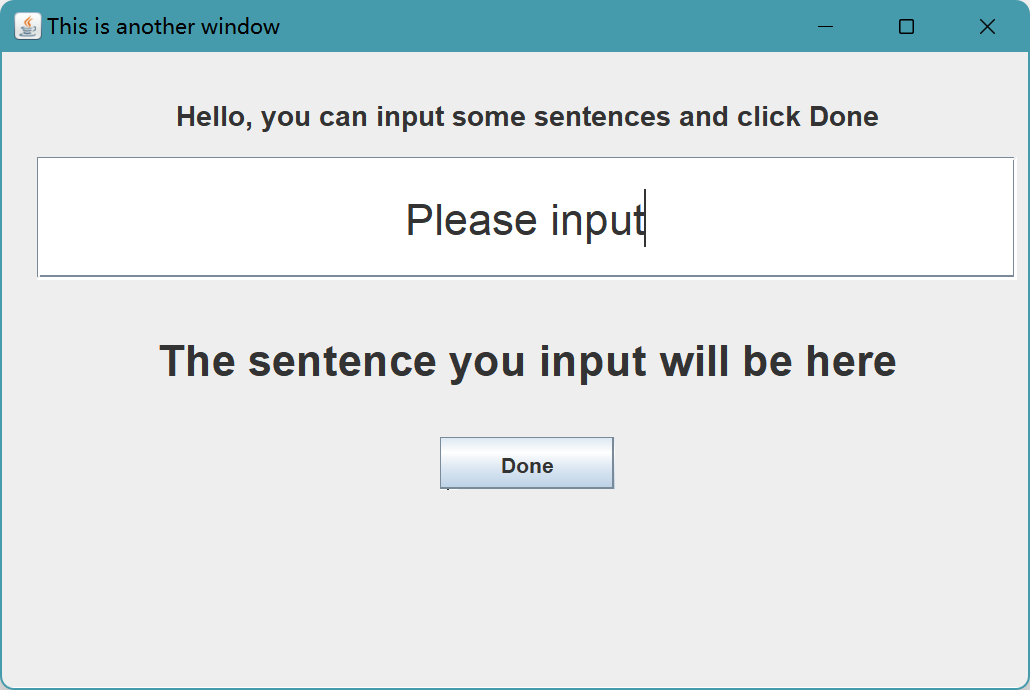 This is another window
Hello, you can input some sentences and click Done
Please input
The sentence you input will be here
Done